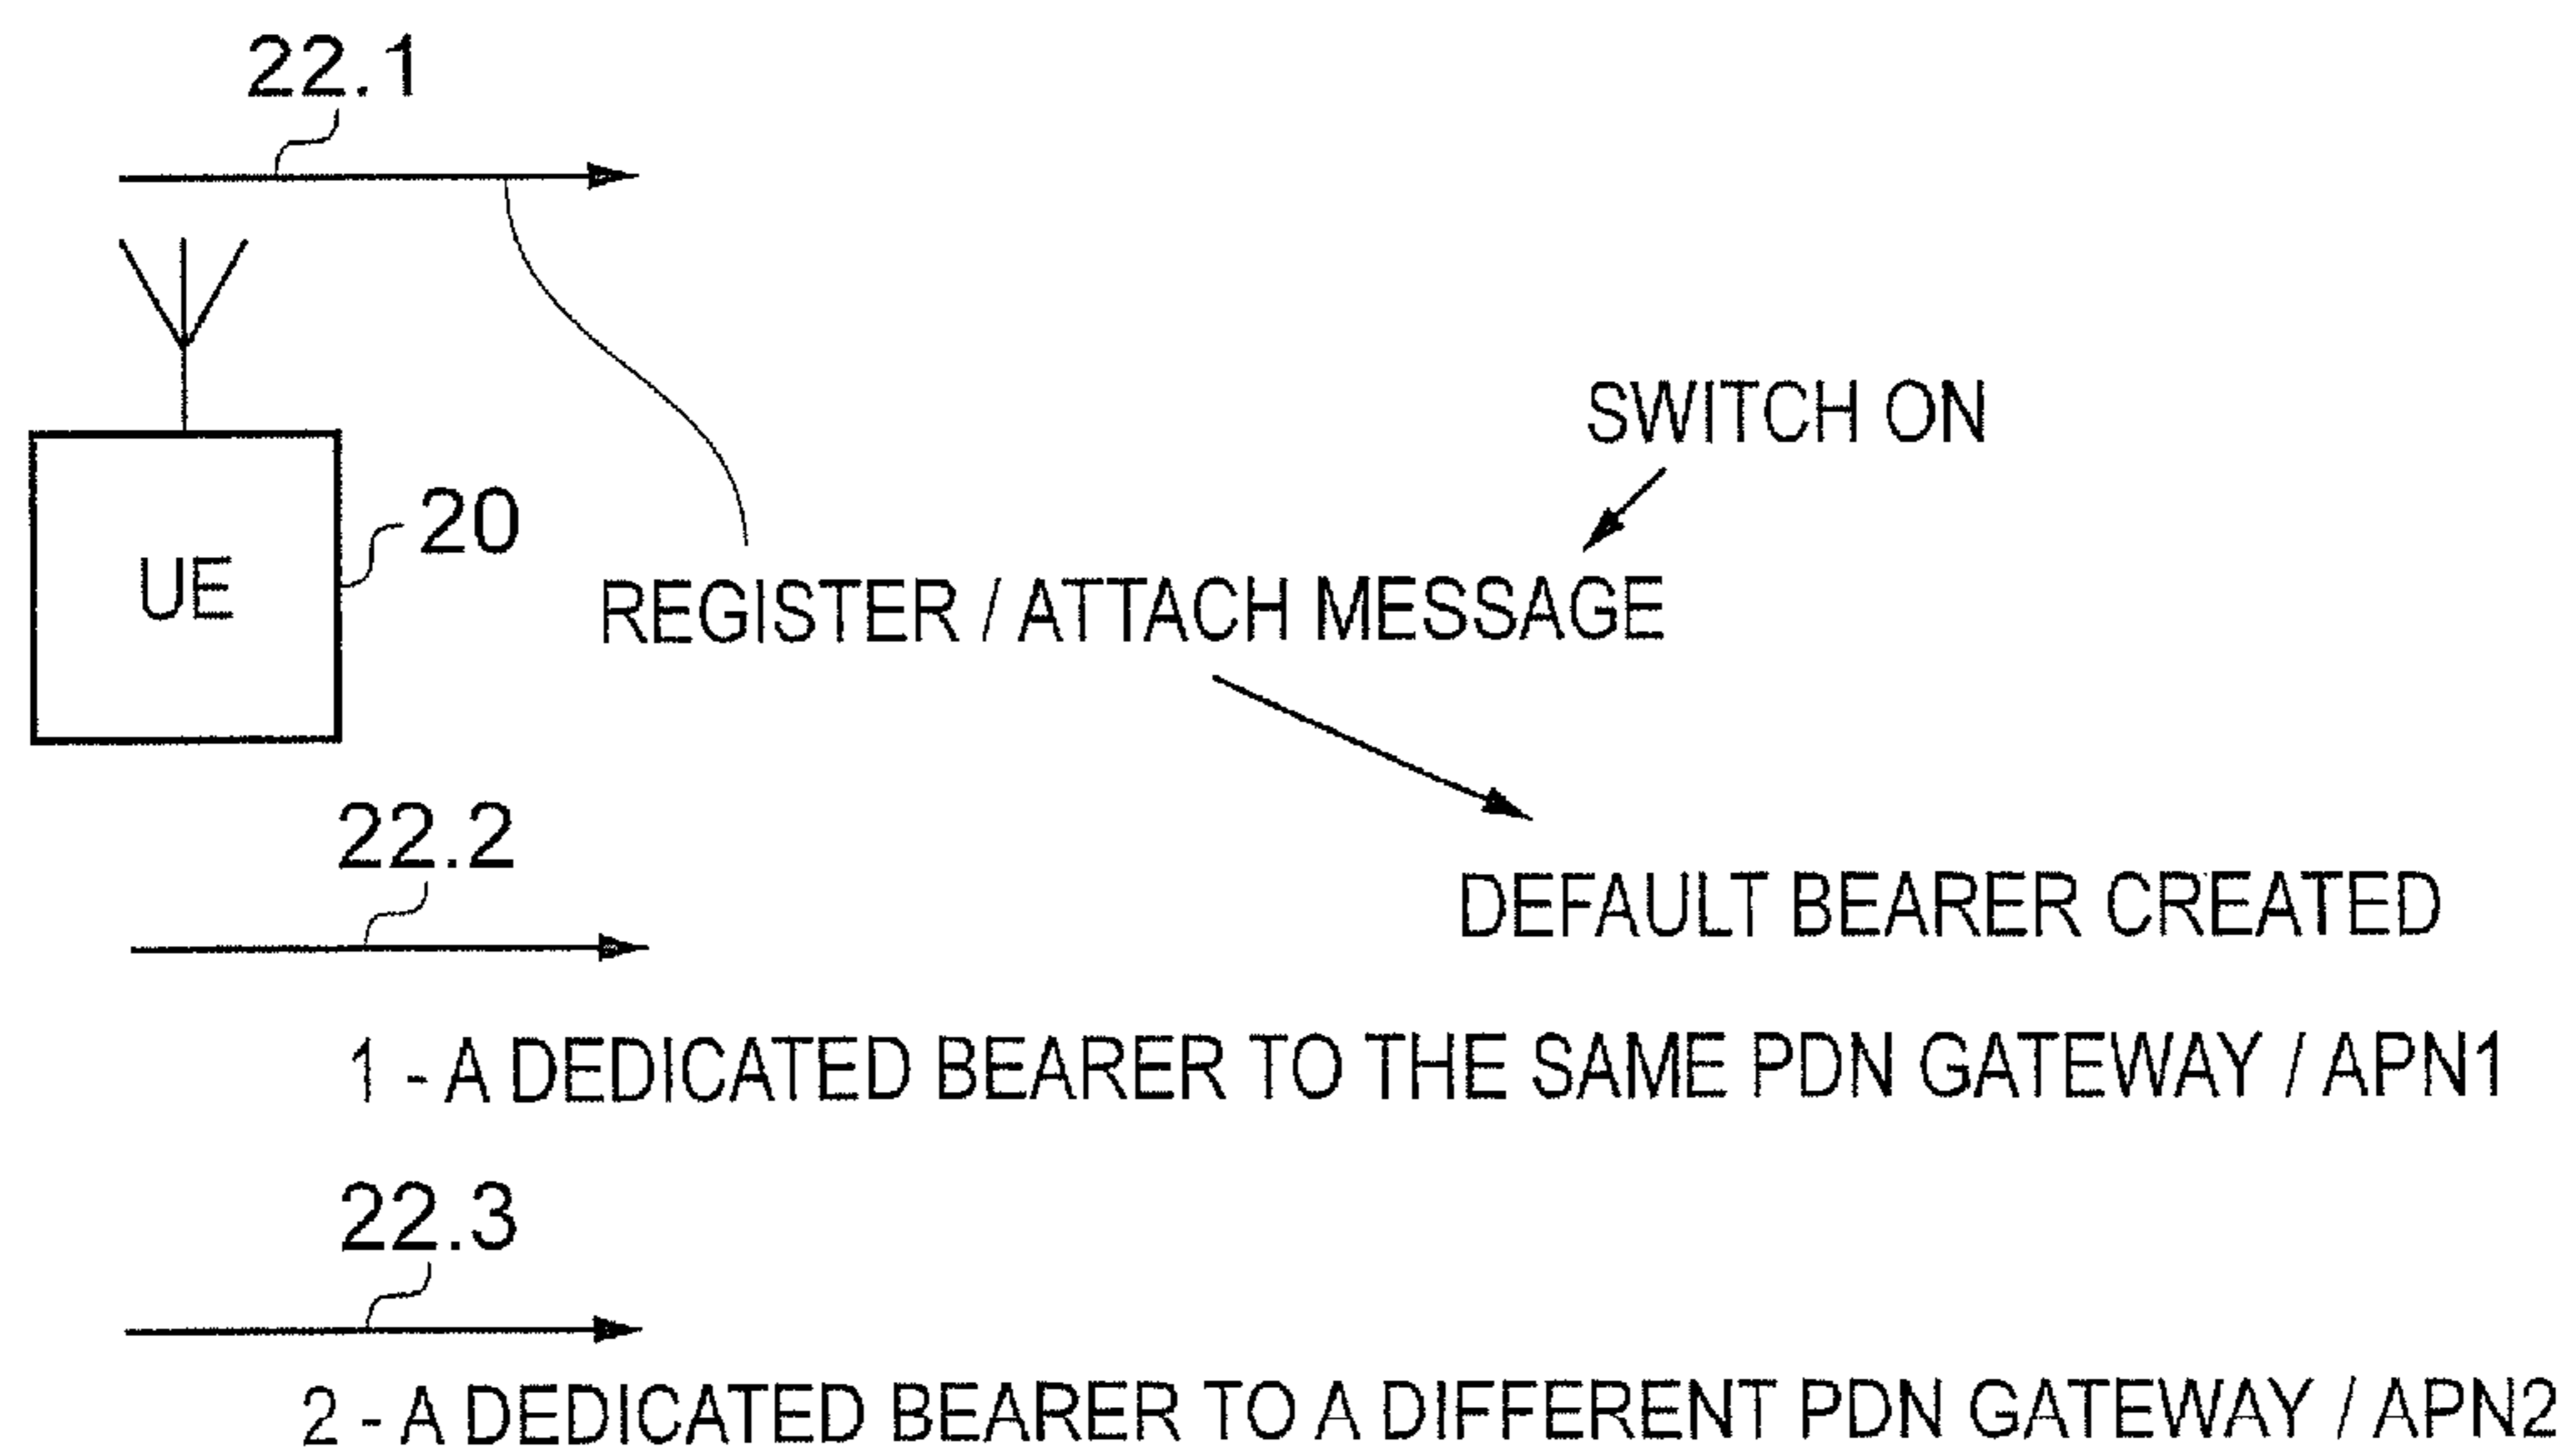 22.1
SWITCH ON
20
UE
REGISTER / ATTACH MESSAGE
22.2
DEFAULT BEARER CREATED
1 - A DEDICATED BEARER TO THE SAME PDN GATEWAY / APN1
22.3
2 - A DEDICATED BEARER TO A DIFFERENT PDN GATEWAY / APN2